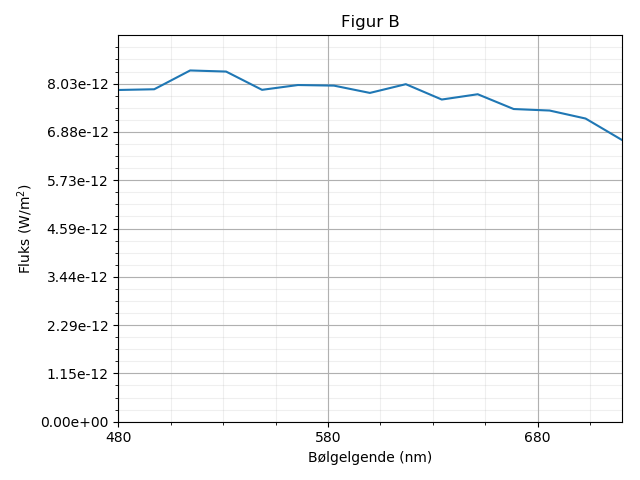 Figur B
8.03e-12
6.88e-12
5.73e-12
4.59e-12
3.44e-12
2.29e-12
1.15e-12
0.00e+00
Fluks (W/m²)
480 580 680
Bølgelgende (nm)